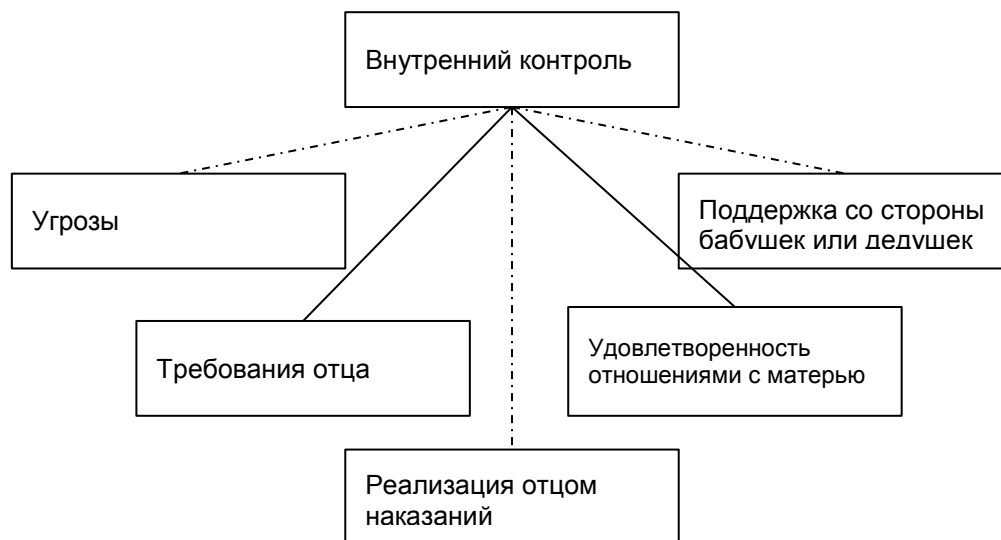 Внутренний контроль
Угрозы
Поддержка со стороны
бабушек или дедушек
Требования отца
Удовлетворенность
отношениями с матерью
Реализация отцом
наказаний